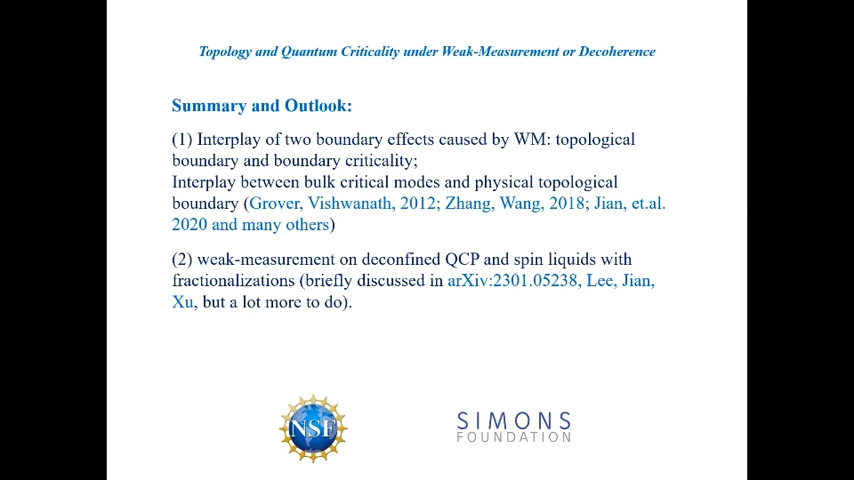 Topology and Quantum Criticality under Weak-Measurement or Decoherence
Summary and Outlook:
(1) Interplay of two boundary effects caused by WM: topological
boundary and boundary criticality;
Interplay between bulk critical modes and physical topological
boundary (Grover, Vishwanath, 2012; Zhang, Wang, 2018; Jian, et.al.
2020 and many others)
(2) weak-measurement on deconfined QCP and spin liquids with
fractionalizations (briefly discussed in arXiv:2301.05238, Lee, Jian,
Xu, but a lot more to do).
NSF
SIMONS
FOUNDATION